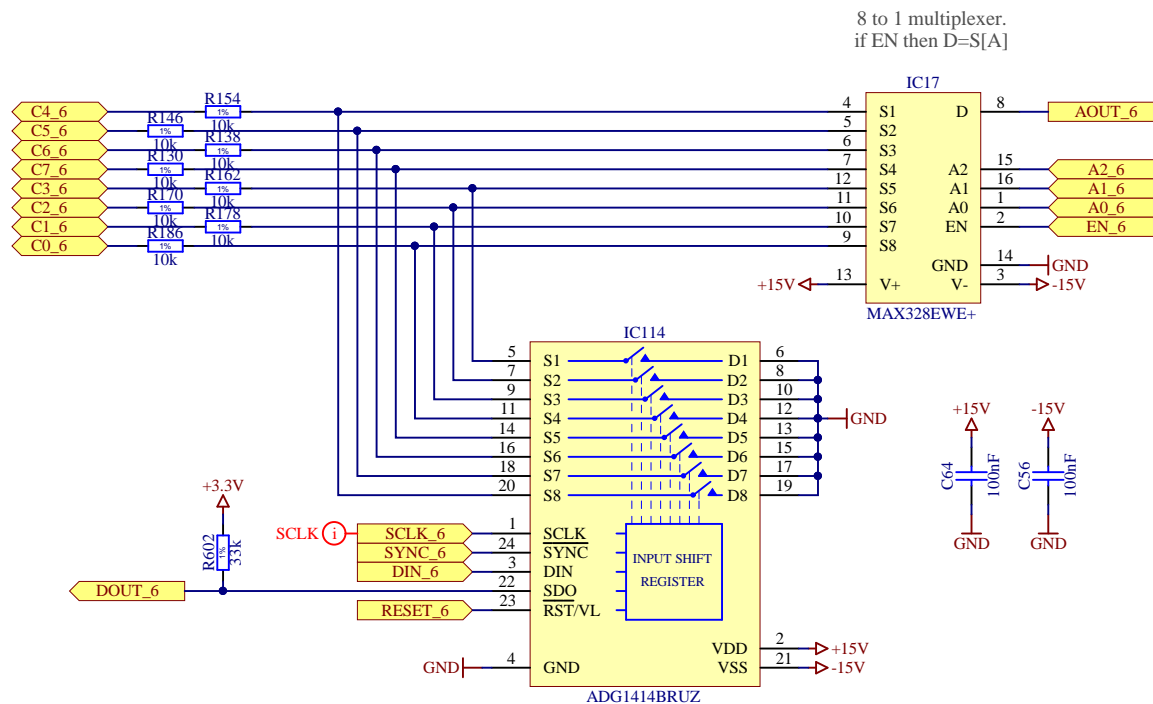 8 to 1 multiplexer.
if EN then D=S[A]
IC17
C4_6 R154 1% 10k 4 S1 D 8 AOUT_6
C5_6 R146 1% 10k 5 S2
C6_6 R138 1% 10k 6 S3
C7_6 R130 1% 10k 7 S4 A2 15 A2_6
C3_6 R162 1% 10k 12 S5 A1 16 A1_6
C2_6 R170 1% 10k 11 S6 A0 1 A0_6
C1_6 R178 1% 10k 10 S7 EN 2 EN_6
C0_6 R186 1% 10k 9 S8
GND 14 GND
+15V 13 V+ V- 3 -15V
MAX328EWE+
IC114
5 S1 D1 6
7 S2 D2 8
9 S3 D3 10
11 S4 D4 12 GND
14 S5 D5 13
16 S6 D6 15
18 S7 D7 17
20 S8 D8 19
+15V -15V
C64 100nF C56 100nF
GND GND
+3.3V
R602 1% 33k
SCLK i SCLK_6 1 SCLK
SYNC_6 24 SYNC
DIN_6 3 DIN
DOUT_6 22 SDO
RESET_6 23 RST/VL
INPUT SHIFT
REGISTER
VDD 2 +15V
GND 4 GND VSS 21 -15V
ADG1414BRUZ